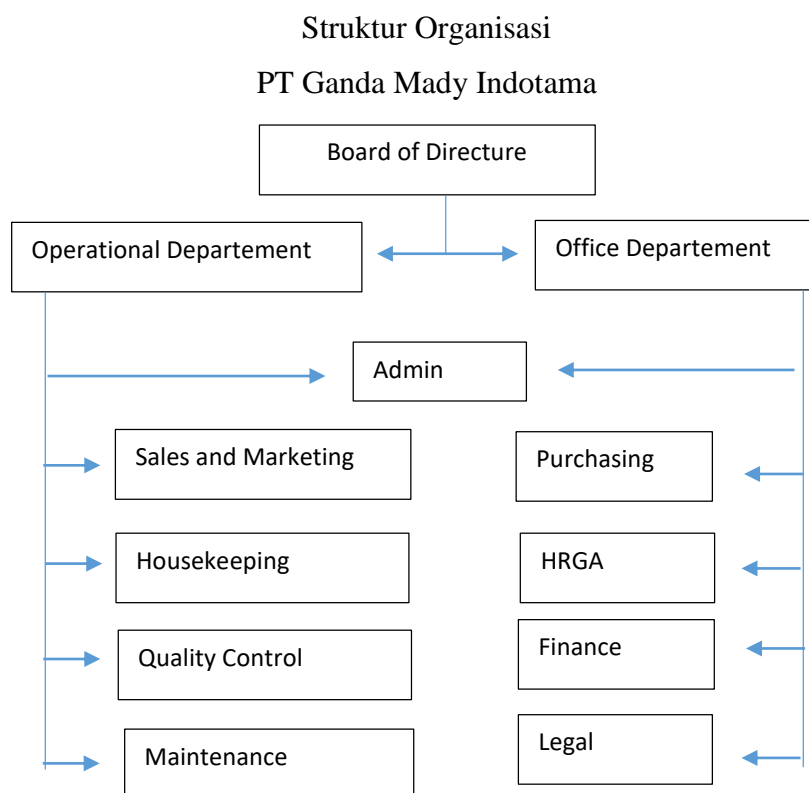 Struktur Organisasi
PT Ganda Mady Indotama
Board of Directure
Operational Departement
Office Departement
Admin
Sales and Marketing
Purchasing
Housekeeping
HRGA
Quality Control
Finance
Maintenance
Legal